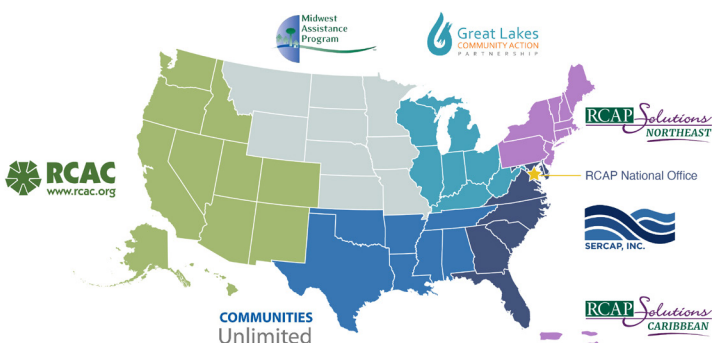 Midwest
Assistance
Program
Great Lakes
COMMUNITY ACTION
PARTNERSHIP
RCAP Solutions
NORTHEAST
RCAC
www.rcac.org
RCAP National Office
SERCAP, INC.
COMMUNITIES
Unlimited
RCAP Solutions
CARIBBEAN